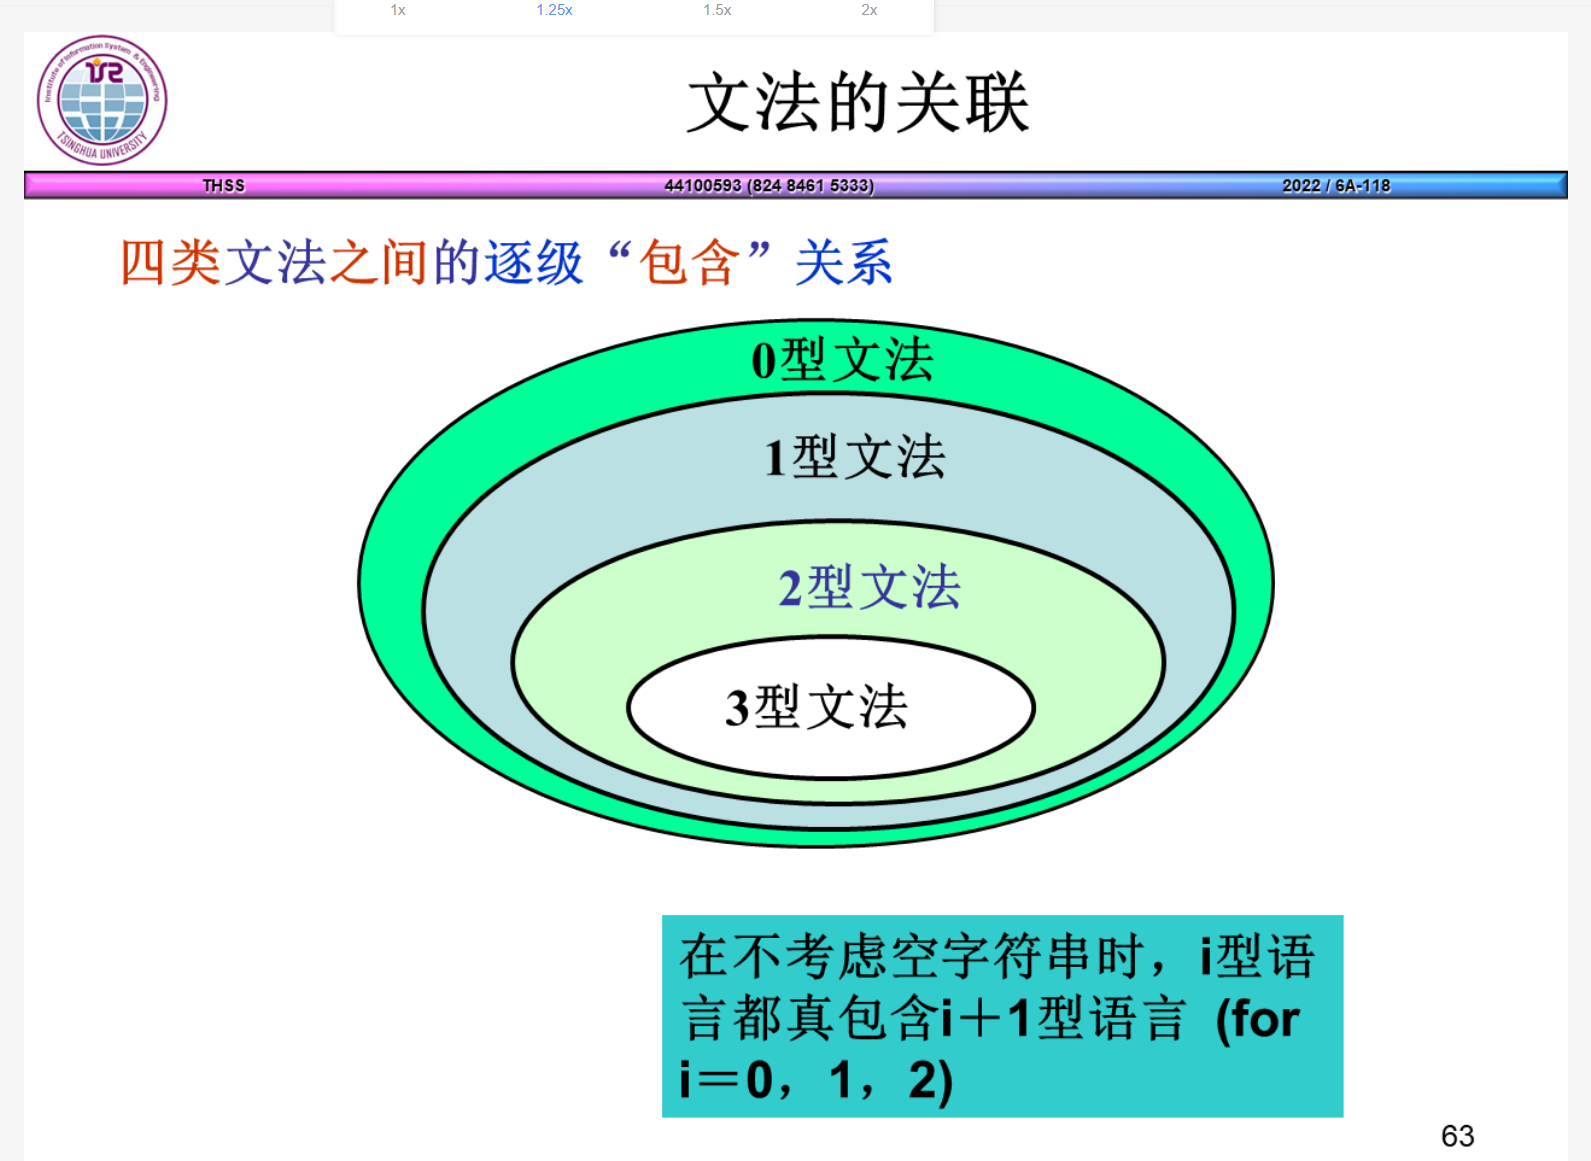 1x 1.25x 1.5x 2x
Institute of Information System & Engineering
TSINGHUA UNIVERSITY
文法的关联
THSS 44100593 (824 8461 5333) 2022 / 6A-118
四类文法之间的逐级“包含”关系
0型文法
1型文法
2型文法
3型文法
在不考虑空字符串时，i型语
言都真包含i＋1型语言 (for
i＝0，1，2)
63